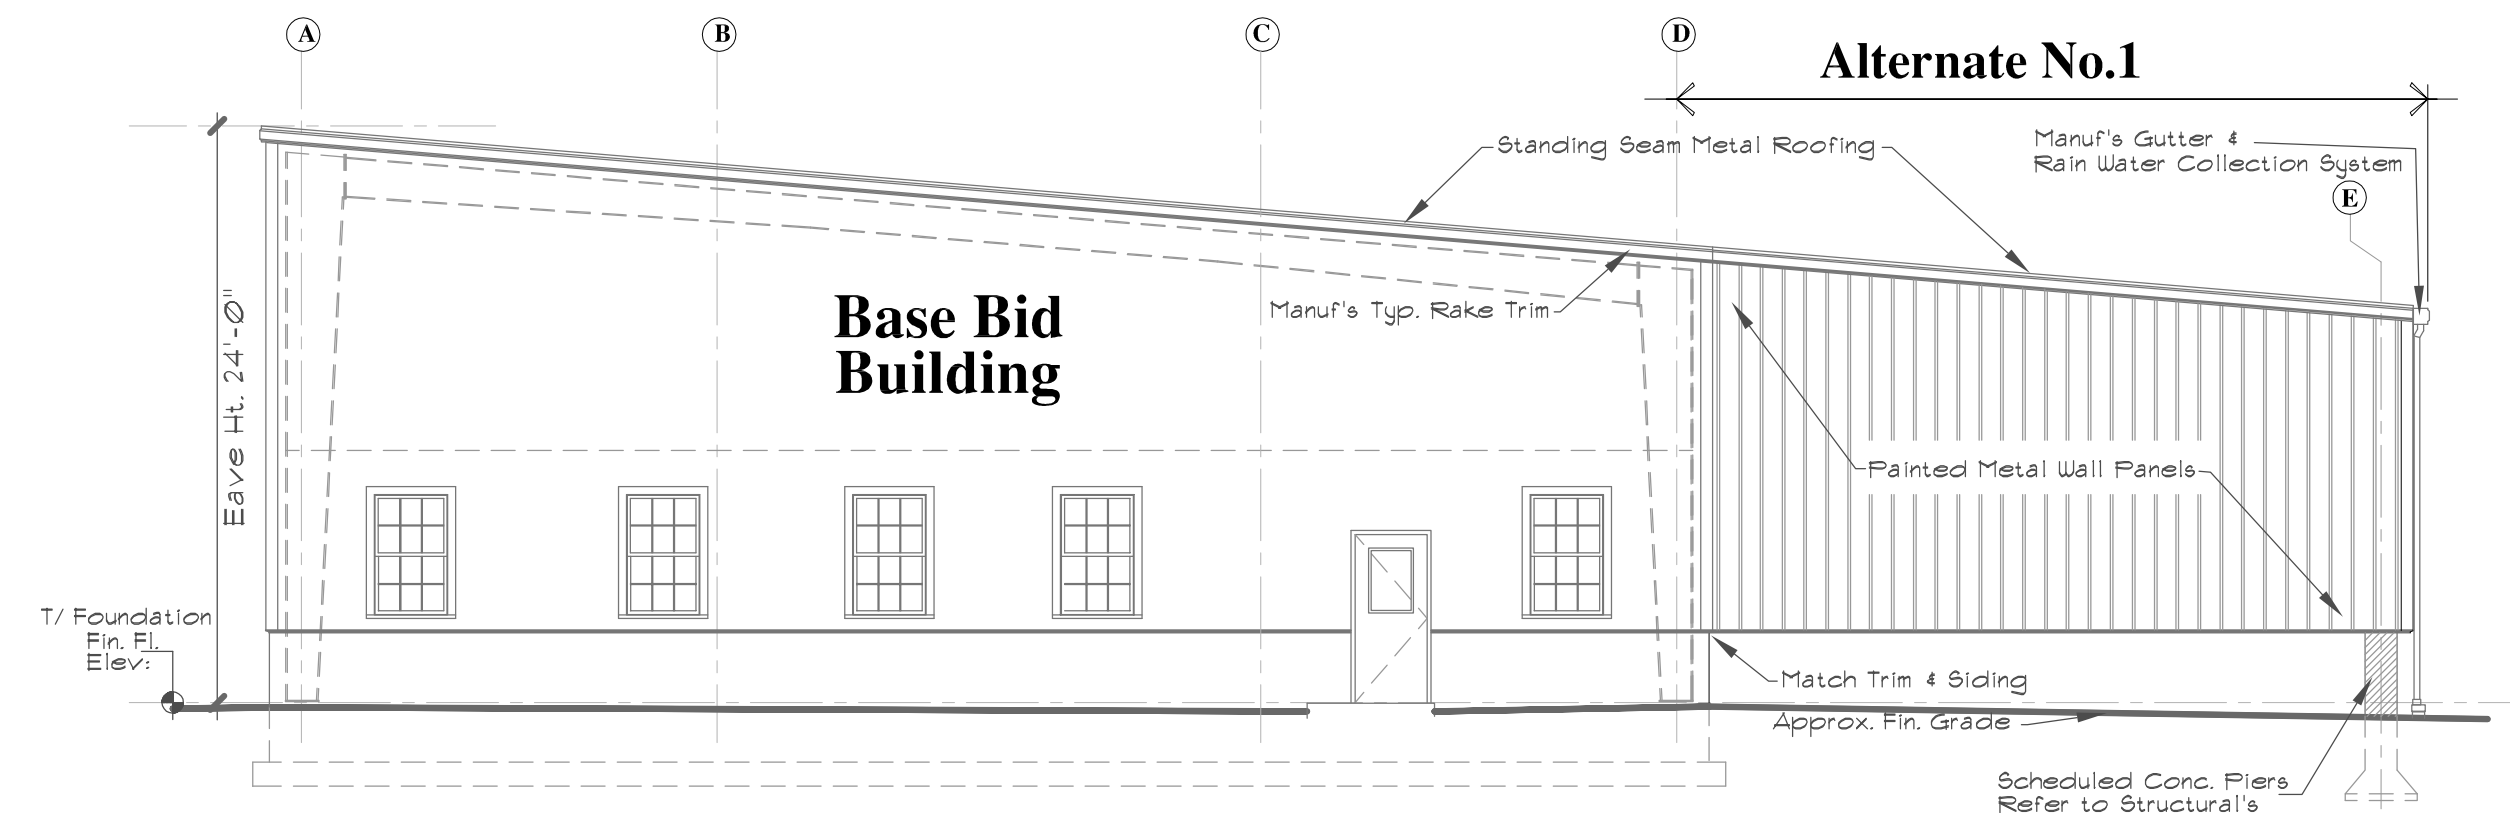 A
B
C
D
Alternate No.1
Standing Seam Metal Roofing
Manuf's Gutter &
Rain Water Collection System
E
Manuf's Typ. Rake Trim
Base Bid
Building
Eave Ht. 24'-0"
Painted Metal Wall Panels
T/ Foundation
Fin. Fl.
Elev:
Match Trim & Siding
Approx. Fin. Grade
Scheduled Conc. Piers
Refer to Structural's